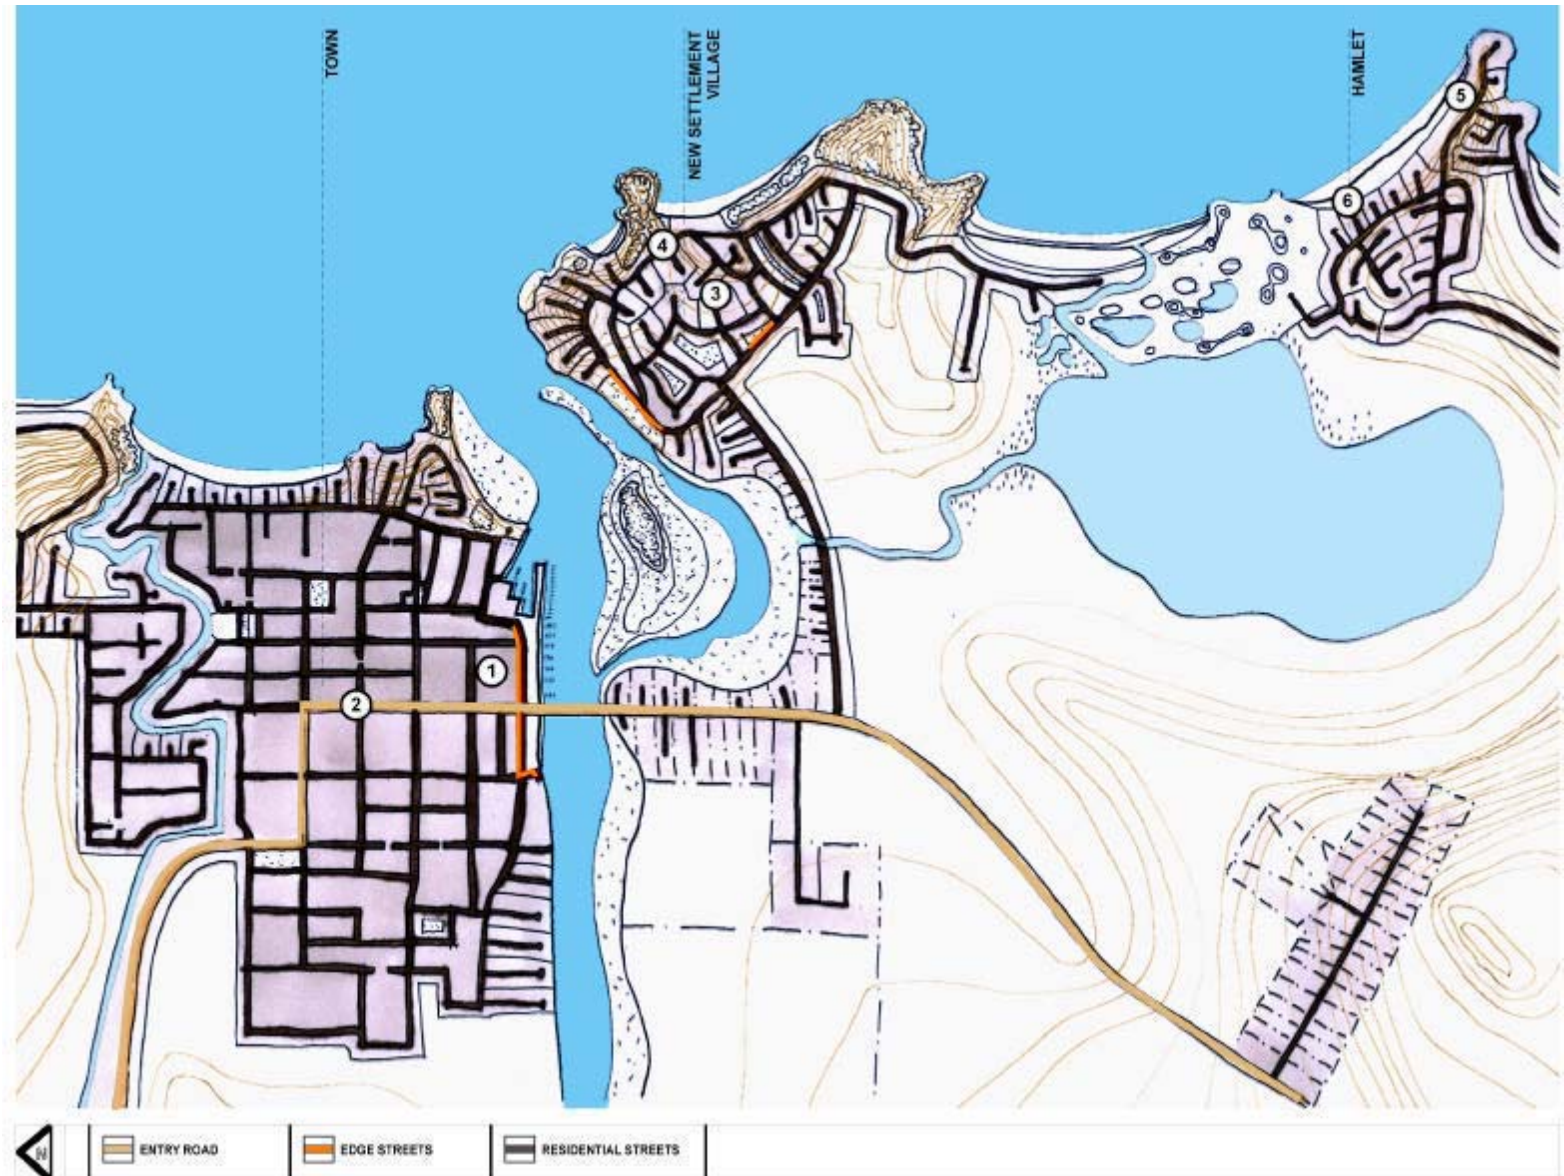 TOWN
NEW SETTLEMENT
VILLAGE
HAMLET
5
6
4
3
1
2
N
ENTRY ROAD
EDGE STREETS
RESIDENTIAL STREETS